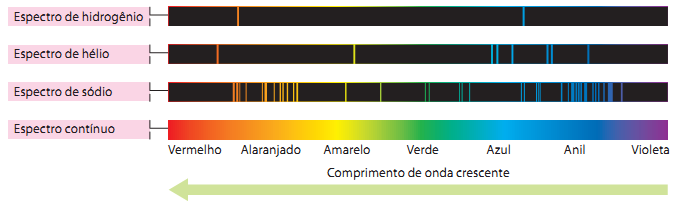 Espectro de hidrogênio
Espectro de hélio
Espectro de sódio
Espectro contínuo
Vermelho Alaranjado Amarelo Verde Azul Anil Violeta
Comprimento de onda crescente